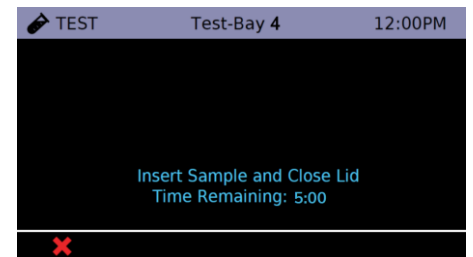 TEST Test-Bay 4 12:00PM
Insert Sample and Close Lid
Time Remaining: 5:00